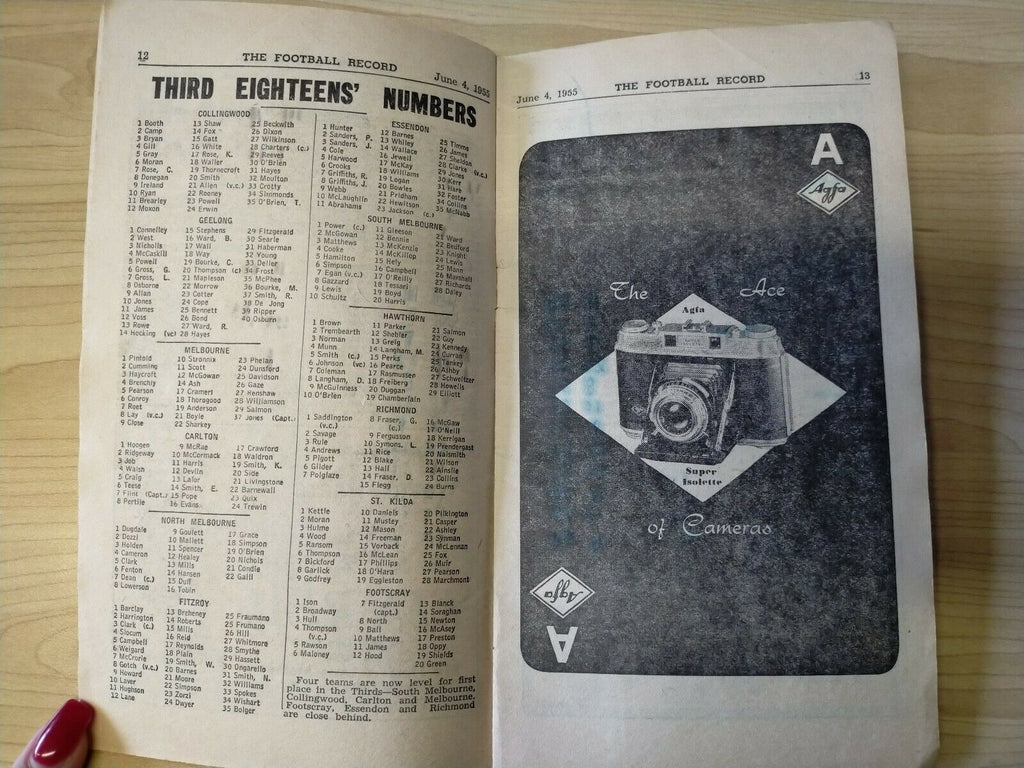 12
THE FOOTBALL RECORD
June 4, 1955
THIRD EIGHTEENS' NUMBERS
COLLINGWOOD
1 Booth 13 Shaw 25 Beckwith
2 Camp 14 Fox 26 Dixon
3 Bryan 15 Gatt 27 Wilkinson
4 Gill 16 White 28 Charters (c.)
5 Gray 17 Rose, K. 29 Reeves
6 Moran 18 Waller 30 O'Brien
7 Rose, C. 19 Thornecroft 31 Hayes
8 Donegan 20 Smith 32 Moulton
9 Ireland 21 Allen (v.c.) 33 Crotty
10 Ryan 22 Rooney 34 Simmonds
11 Brearley 23 Powell 35 O'Brien, T.
12 Moxon 24 Erwin
GEELONG
1 Connelley 15 Stephens 29 Fitzgerald
2 West 16 Ward, B. 30 Searle
3 Nicholls 17 Wall 31 Haberman
4 McCaskill 18 Way 32 Young
5 Powell 19 Bourke, C. 33 Deller
6 Gross, G. 20 Thompson (c) 34 Frost
7 Gross, L. 21 Mapleson 35 McPhee
8 Osborne 22 Morrow 36 Bourke, M.
9 Allan 23 Cotter 37 Smith, R.
10 Jones 24 Cope 38 De Jong
11 James 25 Bennett 39 Ripper
12 Voss 26 Bond 40 Osburn
13 Rowe 27 Ward, R.
14 Hocking (vc) 28 Hayes
MELBOURNE
1 Pintold 10 Stronnix 23 Phelan
2 Cumming 11 Scott 24 Dunsford
3 Haycroft 12 McGowan 25 Davidson
4 Brenchly 14 Ash 26 Gaze
5 Pearson 17 Crameri 27 Henshaw
6 Conroy 18 Thorogood 28 Williamson
7 Reet 19 Anderson 29 Salmon
8 Lay (v.c.) 21 Boyle 37 Jones (Capt.)
9 Close 22 Sharkey
CARLTON
1 Hoogen 9 McRae 17 Crawford
2 Ridgeway 10 McCormack 18 Waldron
3 Job 11 Harris 19 Smith, K.
4 Walsh 12 Devlin 20 Side
5 Craig 13 Lalor 21 Livingstone
6 Teese 14 Smith, E. 22 Barnewall
7 Flint (Capt.) 15 Pope 23 Quix
8 Pertile 16 Evans 24 Trewin
NORTH MELBOURNE
1 Dugdale 9 Goullett 17 Grace
2 Dozzi 10 Mallett 18 Simpson
3 Holden 11 Spencer 19 O'Brien
4 Cameron 12 Healey 20 Nichols
5 Clark 13 Mills 21 Condie
6 Fenton 14 Hansen 22 Gaill
7 Dean (c.) 15 Duff
8 Lowerson 16 Tobin
FITZROY
1 Barclay 13 Breheney 25 Fraumano
2 Harrington 14 Roberts 25 Frumano
3 Clark (c.) 15 Mills 26 Hill
4 Slocum 16 Reid 27 Whitmore
5 Campbell 17 Reynolds 28 Smythe
6 Weigard 18 Plain 29 Hassett
7 McCrorie 19 Smith, W. 30 Ongarello
8 Gotch (v.c.) 20 Barnes 31 Smith, N.
9 Howard 21 Moore 32 Williams
10 Laver 22 Simpson 33 Spokes
11 Hughson 23 Zorzi 34 Wishart
12 Lane 24 Dwyer 35 Bolger
ESSENDON
1 Hunter 12 Barnes 25 Timms
2 Sanders, P. 13 Whiley 26 James
3 Sanders, J. 14 Wallace 27 Sheldon
4 Cole 16 Jewell 28 Clarke
5 Harwood 17 McKay 29 Jones (v.c.)
6 Crooks 18 Williams 30 Kerr
7 Griffiths, R. 19 Logan 31 Hark
8 Griffiths, J. 20 Bowles 32 Foster
9 Webb 21 Pridham 34 Collins
10 McLaughlin 22 Hewitson 35 McNabb
11 Abrahams 23 Jackson (c.)
SOUTH MELBOURNE
1 Power (c.) 11 Gleeson 21 Ward
2 McGowan 12 Bennie 22 Bedford
3 Matthews 13 McKenzie 23 Knight
4 Cooke 14 McKillop 24 Lewis
5 Hamilton 15 Hely 25 Mann
6 Simpson 16 Campbell 26 Marshall
7 Egan (v.c.) 17 O'Reilly 27 Richards
8 Gazzard 18 Tessari 28 Daley
9 Lewis 19 Boyd
10 Schultz 20 Harris
HAWTHORN
1 Brown 11 Parker 21 Salmon
2 Trembearth 12 Stebler 22 Guy
3 Norman 13 Greig 23 Kennedy
4 Munn 14 Langham, M. 24 Curran
5 Smith (c.) 15 Perks 25 Torney
6 Johnson (vc) 16 Pearce 26 Ashby
7 Coleman 17 Rasmussen 27 Schweitzer
8 Langham, D. 18 Freiberg 28 Howells
9 McGuinness 20 Duggan 29 Elliott
10 O'Brien 19 Chamberlain
RICHMOND
1 Saddington (v.c.) 8 Fraser, G. (c.) 16 McGaw
2 Savage 9 Ferguson 17 O'Neill
3 Rule 10 Symons, L. 18 Kerrigan
4 Andrews 11 Rice 19 Prendergast
5 Pigott 12 Blake 20 Naismith
6 Gilder 13 Hall 21 Wilson
7 Polglaze 14 Fraser, D. 22 Ainslie
15 Flegg 23 Collins
24 Burns
ST. KILDA
1 Kettle 10 Daniels 20 Pilkington
2 Moran 11 Mustey 21 Casper
3 Hulme 12 Mason 22 Ashley
4 Wood 14 Freeman 23 Synman
5 Ransom 15 Vorback 24 McLennan
6 Thompson 16 McLean 25 Fox
7 Bickford 17 Phillips 26 Muir
8 Garlick 18 O'Hara 27 Pearson
9 Godfrey 19 Eggleston 28 Marchmont
FOOTSCRAY
1 Ison 7 Fitzgerald (capt.) 13 Blanck
2 Broadway 14 Soraghan
3 Hull 8 North 15 Newton
4 Thompson (v.c.) 9 Ball 16 McAsey
10 Matthews 17 Preston
5 Rawson 11 James 18 Oppy
6 Maloney 12 Hood 19 Shields
20 Green
Four teams are now level for first
place in the Thirds—South Melbourne,
Collingwood, Carlton and Melbourne.
Footscray, Essendon and Richmond
are close behind.
June 4, 1955
THE FOOTBALL RECORD
13
A
Agfa
The Ace
Agfa
Super
Isolette
of Cameras
Agfa
A